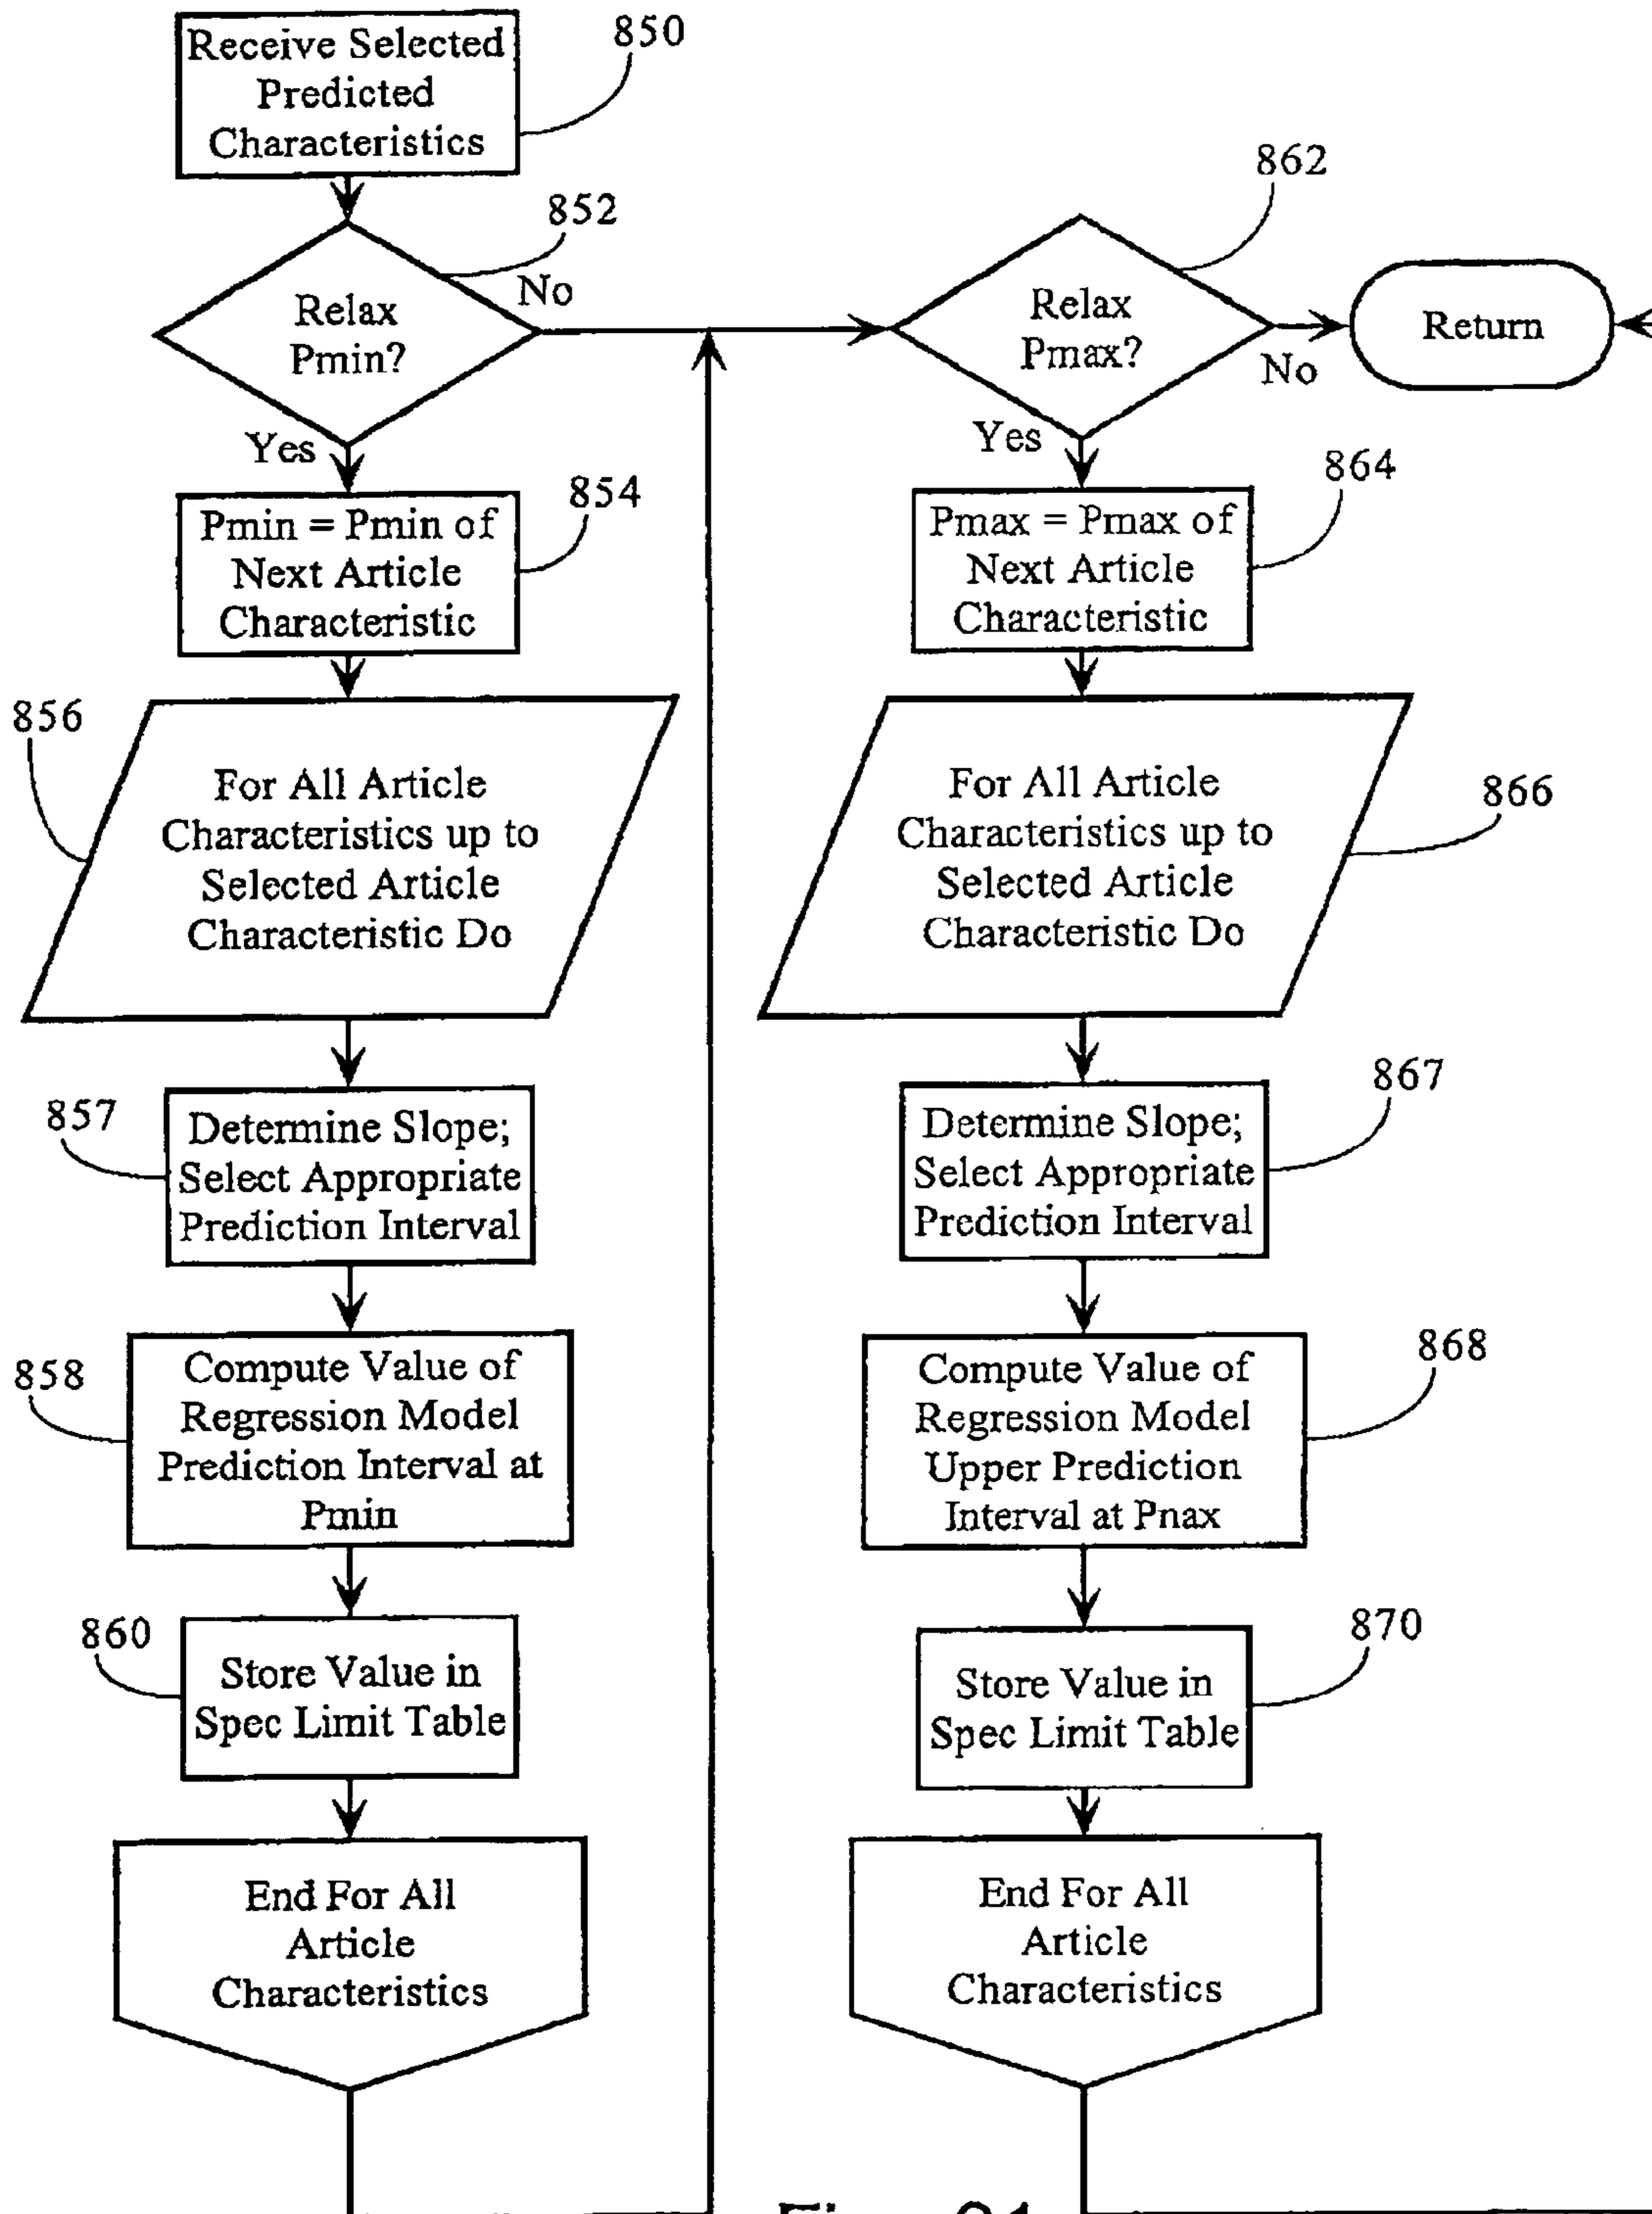 Receive Selected
Predicted
Characteristics
850
852
Relax
Pmin?
No
Yes
Pmin = Pmin of
Next Article
Characteristic
854
856
For All Article
Characteristics up to
Selected Article
Characteristic Do
857
Determine Slope;
Select Appropriate
Prediction Interval
858
Compute Value of
Regression Model
Prediction Interval at
Pmin
860
Store Value in
Spec Limit Table
End For All
Article
Characteristics
862
Relax
Pmax?
No
Return
Yes
Pmax = Pmax of
Next Article
Characteristic
864
For All Article
Characteristics up to
Selected Article
Characteristic Do
866
867
Determine Slope;
Select Appropriate
Prediction Interval
868
Compute Value of
Regression Model
Upper Prediction
Interval at Pnax
870
Store Value in
Spec Limit Table
End For All
Article
Characteristics